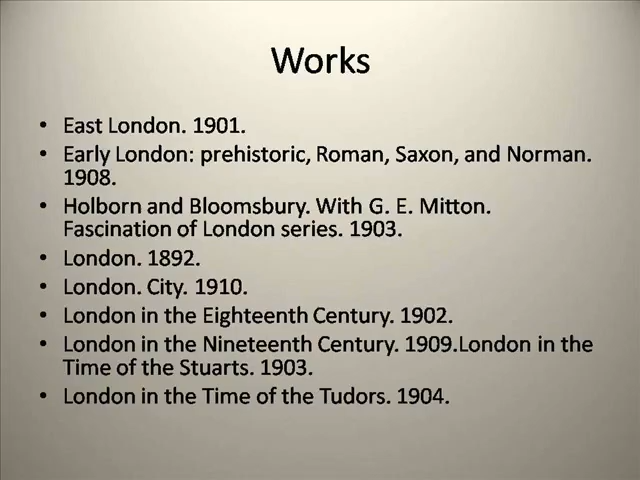 Works
• East London. 1901.
• Early London: prehistoric, Roman, Saxon, and Norman.
1908.
• Holborn and Bloomsbury. With G. E. Mitton.
Fascination of London series. 1903.
• London. 1892.
• London. City. 1910.
• London in the Eighteenth Century. 1902.
• London in the Nineteenth Century. 1909.London in the
Time of the Stuarts. 1903.
• London in the Time of the Tudors. 1904.